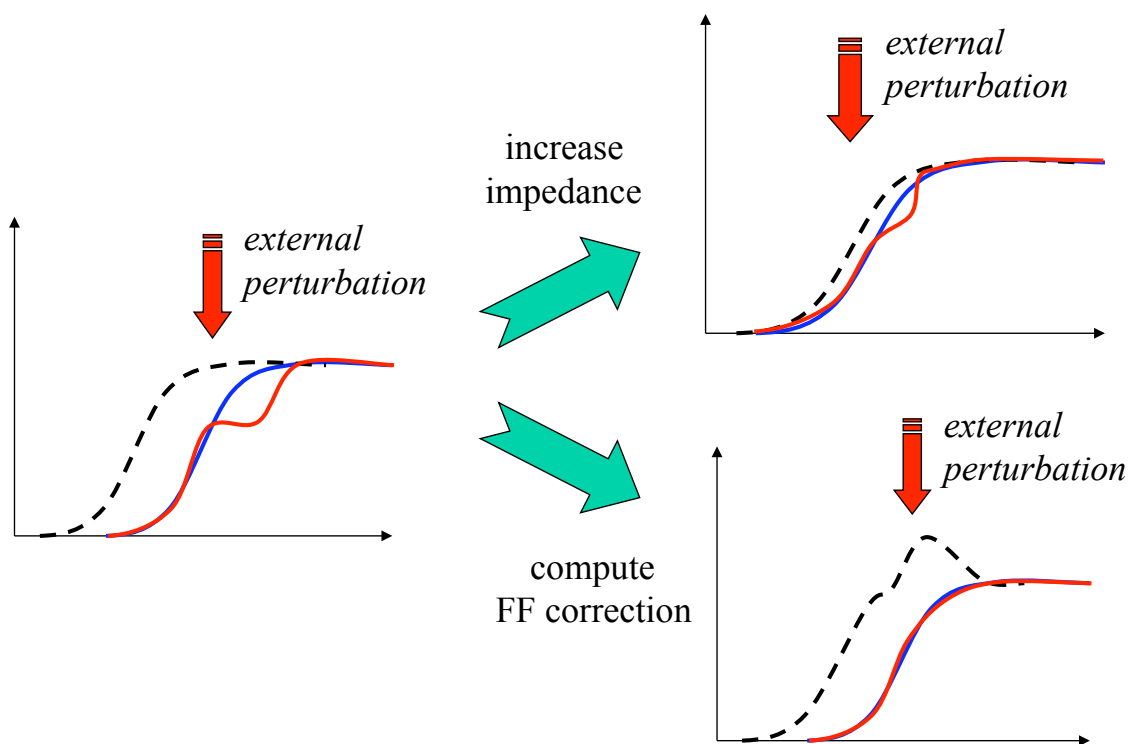 external
perturbation
increase
impedance
external
perturbation
compute
FF correction
external
perturbation